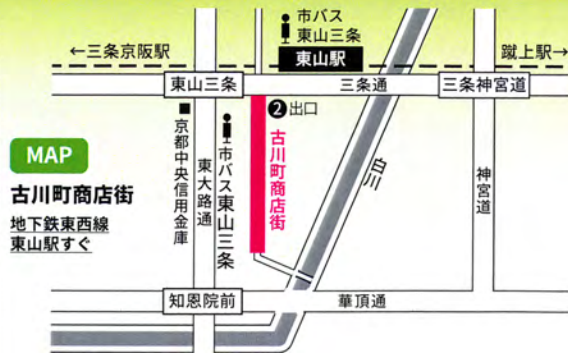 市バス
東山三条
東山駅
←三条京阪駅
蹴上駅→
東山三条
三条通
三条神宮道
❷出口
MAP
古川町商店街
地下鉄東西線
東山駅すぐ
■京都中央信用金庫
東大路通
市バス東山三条
古川町商店街
白川
神宮道
知恩院前
華頂通